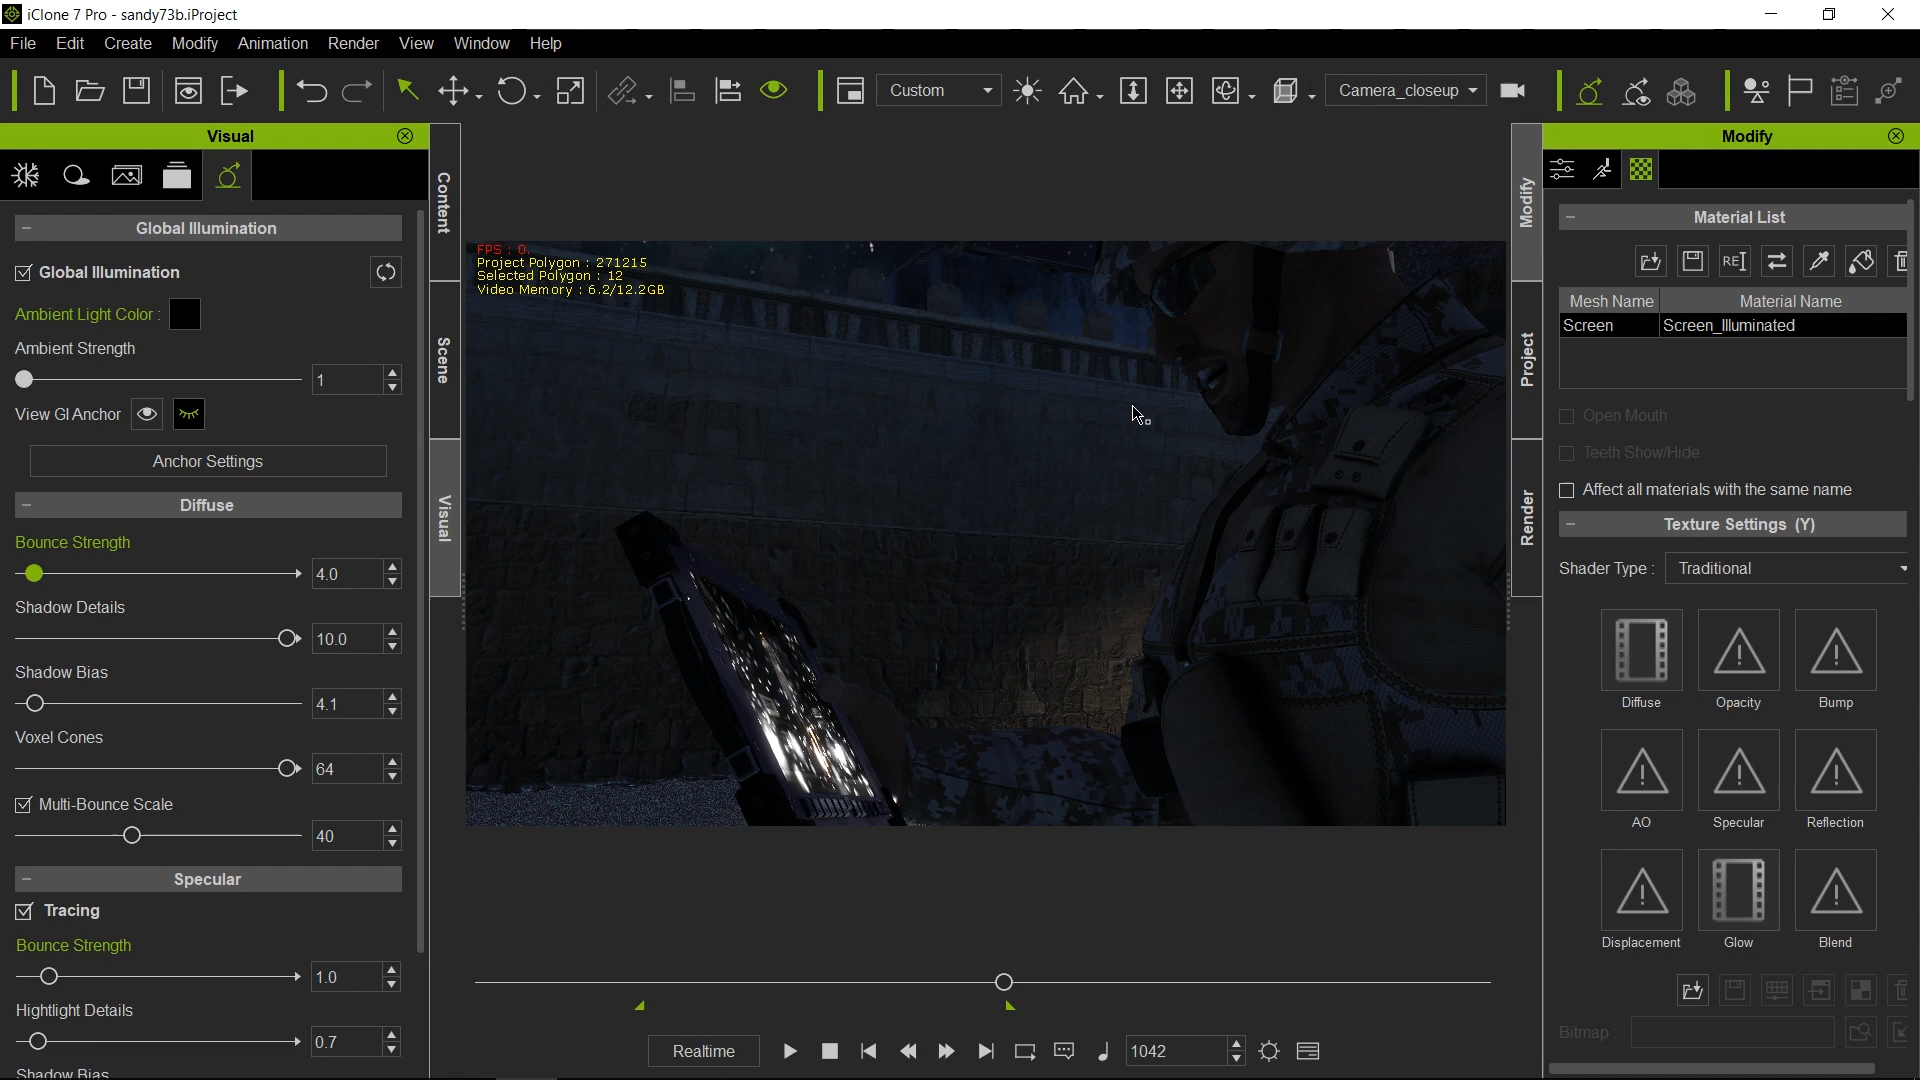 iClone 7 Pro - sandy73b.iProject
File Edit Create Modify Animation Render View Window Help
Custom
Camera_closeup
Visual
Global Illumination
Global Illumination
Ambient Light Color :
Ambient Strength
1
View GI Anchor
Anchor Settings
Diffuse
Bounce Strength
4.0
Shadow Details
10.0
Shadow Bias
4.1
Voxel Cones
64
Multi-Bounce Scale
40
Specular
Tracing
Bounce Strength
1.0
Hightlight Details
0.7
Shadow Bias
Content
Scene
Visual
FPS : 0.
Project Polygon : 271215
Selected Polygon : 12
Video Memory : 6.2/12.2GB
Realtime
1042
Modify
Project
Render
Modify
Material List
RE
Mesh Name Material Name
Screen Screen_Illuminated
Open Mouth
Teeth Show/Hide
Affect all materials with the same name
Texture Settings (Y)
Shader Type : Traditional
Diffuse Opacity Bump
AO Specular Reflection
Displacement Glow Blend
Bitmap :